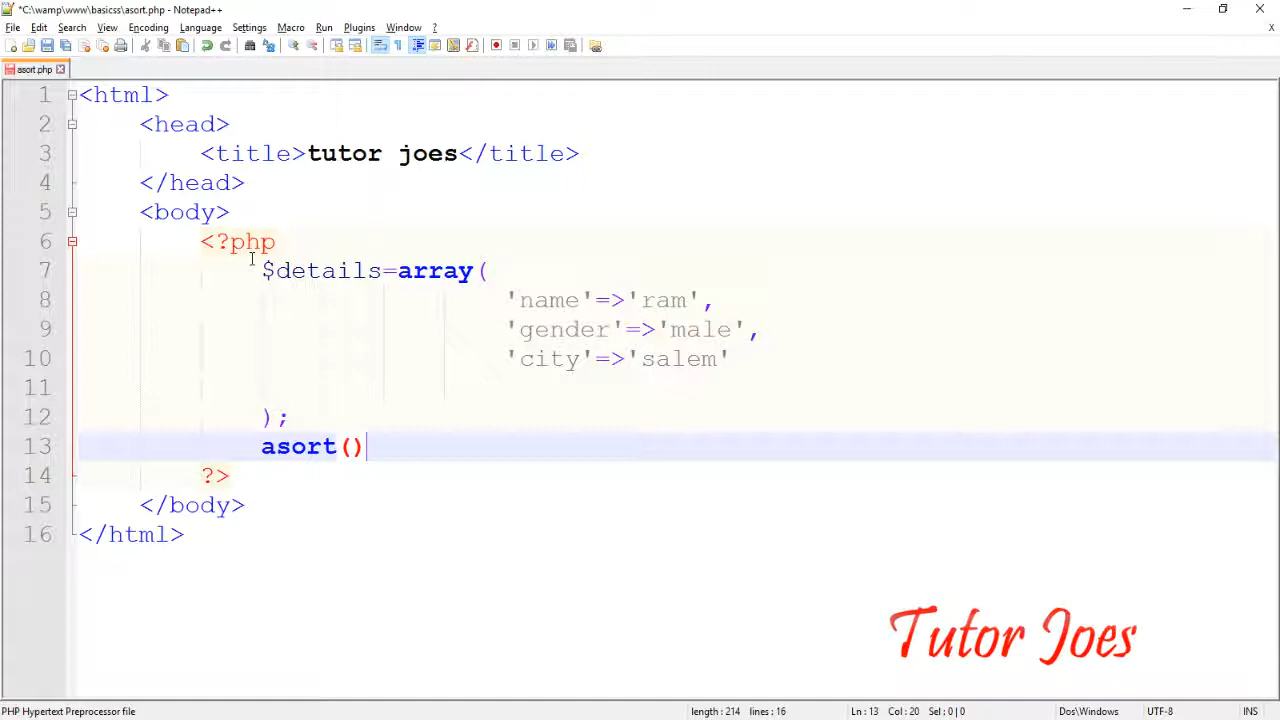 *C:\wamp\www\basicss\asort.php - Notepad++
File Edit Search View Encoding Language Settings Macro Run Plugins Window ?
X
asort.php
1 <html>
2 <head>
3 <title>tutor joes</title>
4 </head>
5 <body>
6 <?php
7 $details=array(
8 'name'=>'ram',
9 'gender'=>'male',
10 'city'=>'salem'
11
12 );
13 asort()
14 ?>
15 </body>
16 </html>
Tutor Joes
PHP Hypertext Preprocessor file length : 214 lines : 16 Ln : 13 Col : 20 Sel : 0 | 0 Dos\Windows UTF-8 INS